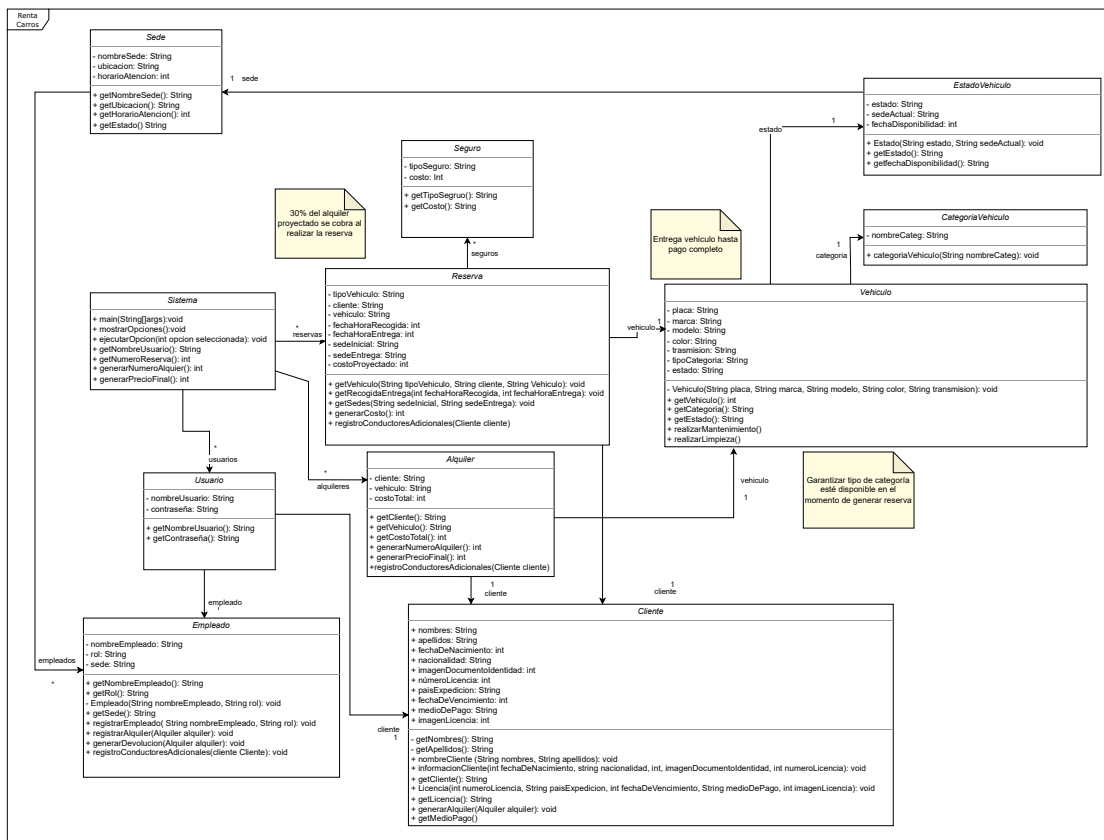 Renta
Carros
Sede
- nombreSede: String
- ubicacion: String
- horarioAtencion: int
+ getNombreSede(): String
+ getUbicacion(): String
+ getHorarioAtencion(): int
+ getEstado() String
1 sede
EstadoVehiculo
- estado: String
- sedeActual: String
- fechaDisponibilidad: int
+ Estado(String estado, String sedeActual): void
+ getEstado(): String
+ getfechaDisponibilidad(): String
1
estado
Seguro
- tipoSeguro: String
- costo: Int
+ getTipoSegruo(): String
+ getCosto(): String
*
seguros
30% del alquiler
proyectado se cobra al
realizar la reserva
Entrega vehículo hasta
pago completo
CategoriaVehiculo
- nombreCateg: String
+ categoriaVehiculo(String nombreCateg): void
1
categoria
Sistema
+ main(String[]args):void
+ mostrarOpciones():void
+ ejecutarOpcion(int opcion seleccionada): void
+ getNombreUsuario(): String
+ getNumeroReserva(): int
+ generarNumeroAlquier(): int
+ generarPrecioFinal(): int
*
reservas
Reserva
- tipoVehiculo: String
- cliente: String
- vehiculo: String
- fechaHoraRecogida: int
- fechaHoraEntrega: int
- sedeInicial: String
- sedeEntrega: String
- costoProyectado: int
+ getVehiculo(String tipoVehiculo, String cliente, String Vehiculo): void
+ getRecogidaEntrega(int fechaHoraRecogida, int fechaHoraEntrega): void
+ getSedes(String sedeInicial, String sedeEntrega): void
+ generarCosto(): int
+ registroConductoresAdicionales(Cliente cliente)
vehiculo
1
Vehiculo
- placa: String
- marca: String
- modelo: String
- color: String
- trasmision: String
- tipoCategoria: String
- estado: String
- Vehiculo(String placa, String marca, String modelo, String color, String transmision): void
+ getVehiculo(): int
+ getCategoria(): String
+ getEstado(): String
+ realizarMantenimiento()
+ realizarLimpieza()
*
usuarios
Usuario
- nombreUsuario: String
- contraseña: String
+ getNombreUsuario(): String
+ getContraseña(): String
*
alquileres
Alquiler
- cliente: String
- vehiculo: String
- costoTotal: int
+ getCliente(): String
+ getVehiculo(): String
+ getCostoTotal(): int
+ generarNumeroAlquiler(): int
+ generarPrecioFinal(): int
+registroConductoresAdicionales(Cliente cliente)
vehiculo
1
Garantizar tipo de categoría
esté disponible en el
momento de generar reserva
1
cliente
1
cliente
empleado
*
Empleado
- nombreEmpleado: String
- rol: String
- sede: String
+ getNombreEmpleado(): String
+ getRol(): String
- Empleado(String nombreEmpleado, String rol): void
+ getSede(): String
+ registrarEmpleado( String nombreEmpleado, String rol): void
+ registrarAlquiler(Alquiler alquiler): void
+ generarDevolucion(Alquiler alquiler): void
+ registroConductoresAdicionales(cliente Cliente): void
empleados
*
cliente
1
Cliente
+ nombres: String
+ apellidos: String
+ fechaDeNacimiento: int
+ nacionalidad: String
+ imagenDocumentoIdentidad: int
+ númeroLicencia: int
+ paisExpedicion: String
+ fechaDeVencimiento: int
+ medioDePago: String
+ imagenLicencia: int
- getNombres(): String
- getApellidos(): String
+ nombreCliente (String nombres, String apellidos): void
+ informacionCliente(int fechaDeNacimiento, string nacionalidad, int, imagenDocumentoIdentidad, int numeroLicencia): void
+ getCliente(): String
+ Licencia(int numeroLicencia, String paisExpedicion, int fechaDeVencimiento, String medioDePago, int imagenLicencia): void
+ getLicencia(): String
+ generarAlquiler(Alquiler alquiler): void
+ getMedioPago()